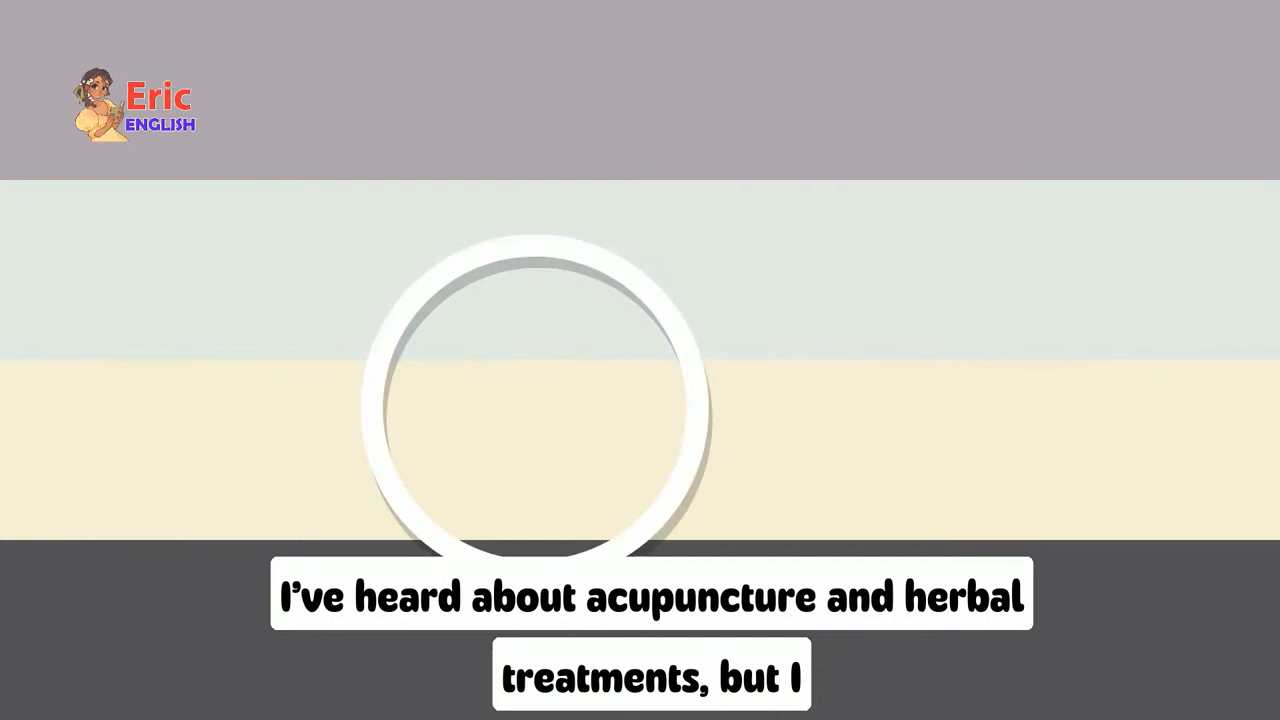 Eric
ENGLISH
I've heard about acupuncture and herbal
treatments, but I